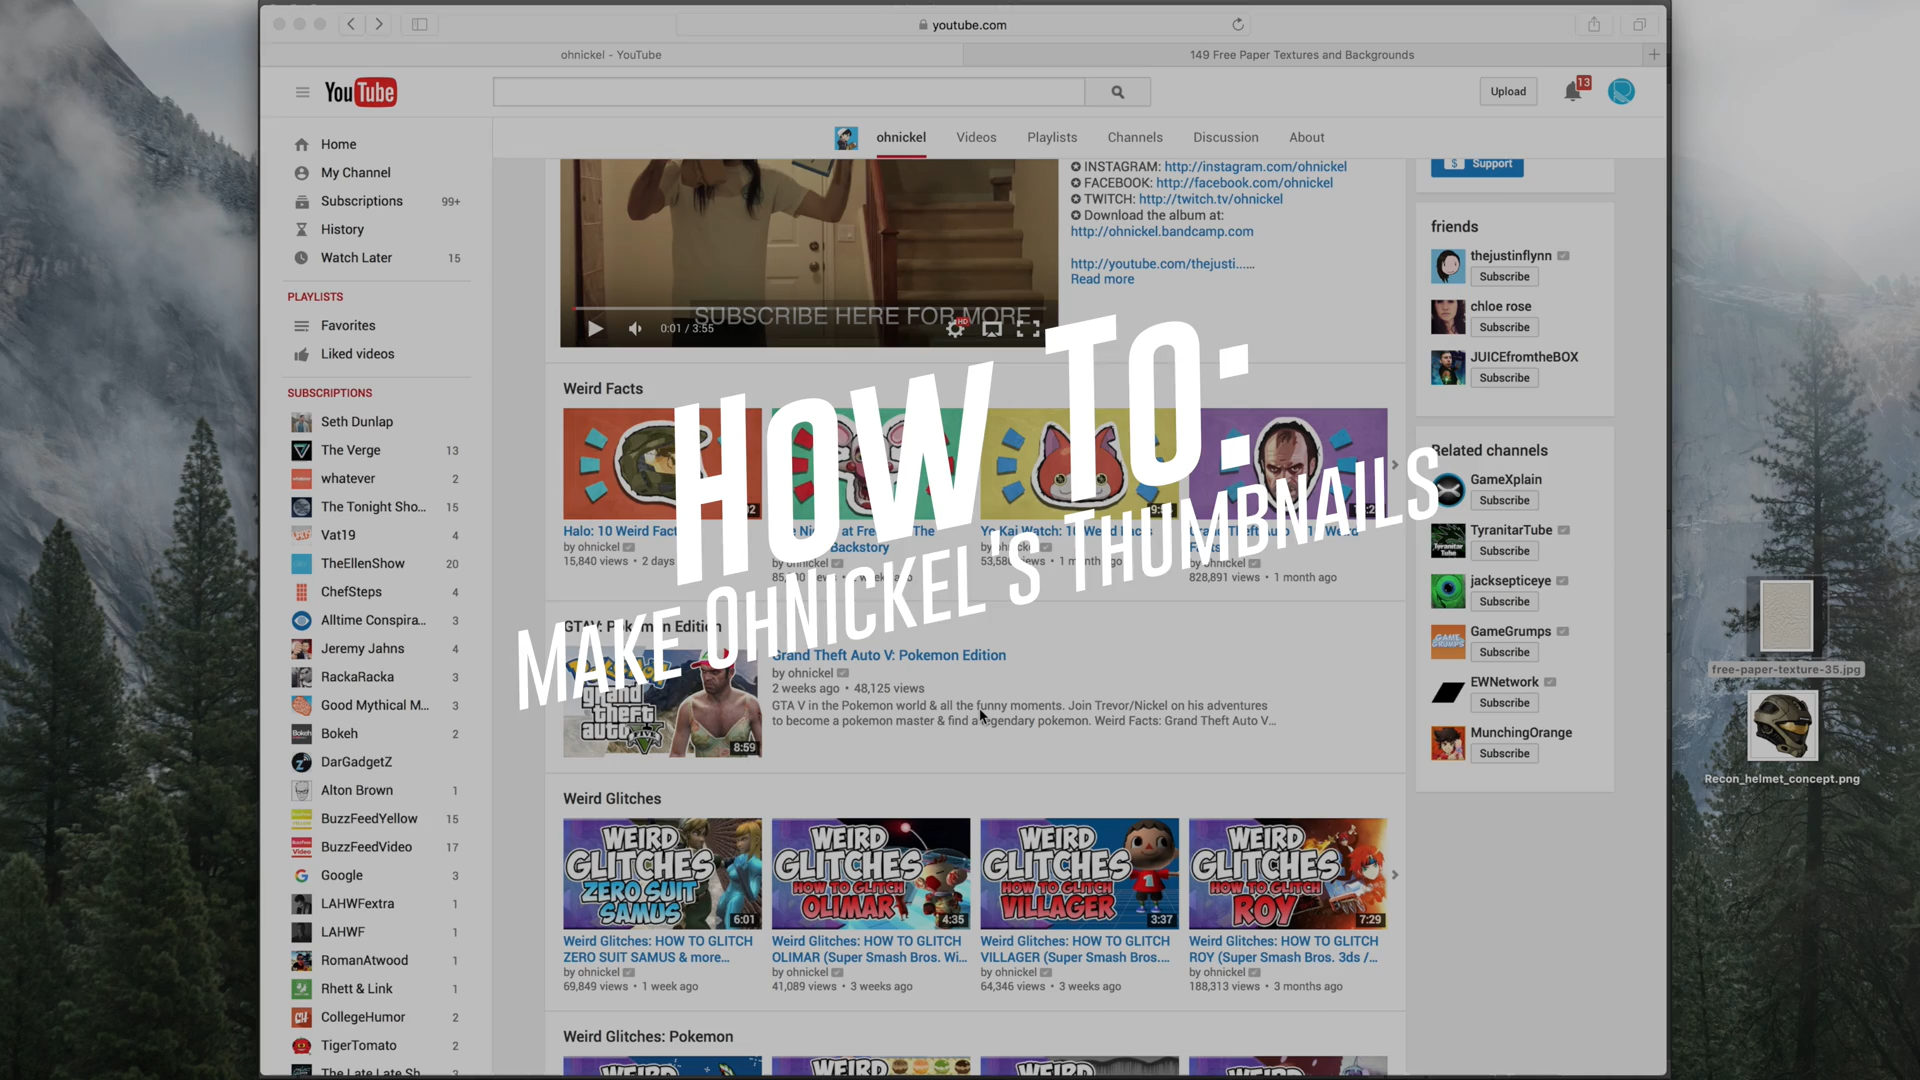 youtube.com
ohnickel - YouTube
149 Free Paper Textures and Backgrounds
YouTube
Upload
13
ohnickel
Videos
Playlists
Channels
Discussion
About
Home
My Channel
Subscriptions 99+
History
Watch Later 15
PLAYLISTS
Favorites
Liked videos
SUBSCRIPTIONS
Seth Dunlap
The Verge 13
whatever 2
The Tonight Sho... 15
Vat19 4
TheEllenShow 20
ChefSteps 4
Alltime Conspira... 3
Jeremy Jahns 4
RackaRacka 3
Good Mythical M... 3
Bokeh 2
DarGadgetZ
Alton Brown 1
BuzzFeedYellow 15
BuzzFeedVideo 17
Google 3
LAHWFextra 1
LAHWF 1
RomanAtwood 1
Rhett & Link 1
CollegeHumor 2
TigerTomato 2
The Late Late Sh 3
✪ INSTAGRAM: http://instagram.com/ohnickel
✪ FACEBOOK: http://facebook.com/ohnickel
✪ TWITCH: http://twitch.tv/ohnickel
✪ Download the album at:
http://ohnickel.bandcamp.com
http://youtube.com/thejusti......
Read more
SUBSCRIBE HERE FOR MORE
0:01 / 3:55
HD
HOW TO:
MAKE OHNICKEL'S THUMBNAILS
Weird Facts
Halo: 10 Weird Fact
by ohnickel
15,840 views • 2 days
The
Backstory
by ohnickel
Yo Kai Watch: 10 Weird Facts
by ohnickel
53,58 views • 1 month ago
by ohnickel
828,891 views • 1 month ago
GTAV: Pokemon Edition
grand
theft
auto
FIVE
8:59
Grand Theft Auto V: Pokemon Edition
by ohnickel
2 weeks ago • 48,125 views
GTA V in the Pokemon world & all the funny moments. Join Trevor/Nickel on his adventures
to become a pokemon master & find a legendary pokemon. Weird Facts: Grand Theft Auto V...
Weird Glitches
WEIRD
GLITCHES
ZERO SUIT
SAMUS
6:01
Weird Glitches: HOW TO GLITCH
ZERO SUIT SAMUS & more...
by ohnickel
69,849 views • 1 week ago
WEIRD
GLITCHES
HOW TO GLITCH
OLIMAR
4:35
Weird Glitches: HOW TO GLITCH
OLIMAR (Super Smash Bros. Wi...
by ohnickel
41,089 views • 3 weeks ago
WEIRD
GLITCHES
HOW TO GLITCH
VILLAGER
3:37
Weird Glitches: HOW TO GLITCH
VILLAGER (Super Smash Bros....
by ohnickel
64,346 views • 3 weeks ago
WEIRD
GLITCHES
HOW TO GLITCH
ROY
7:29
Weird Glitches: HOW TO GLITCH
ROY (Super Smash Bros. 3ds /...
by ohnickel
188,313 views • 3 months ago
Weird Glitches: Pokemon
WEIRD
WEIRD
WEIRD
WEIRD
$ Support
friends
thejustinflynn
Subscribe
chloe rose
Subscribe
JUICEfromtheBOX
Subscribe
Related channels
GameXplain
Subscribe
TyranitarTube
Subscribe
jacksepticeye
Subscribe
GameGrumps
Subscribe
EWNetwork
Subscribe
MunchingOrange
Subscribe
free-paper-texture-35.jpg
Recon_helmet_concept.png